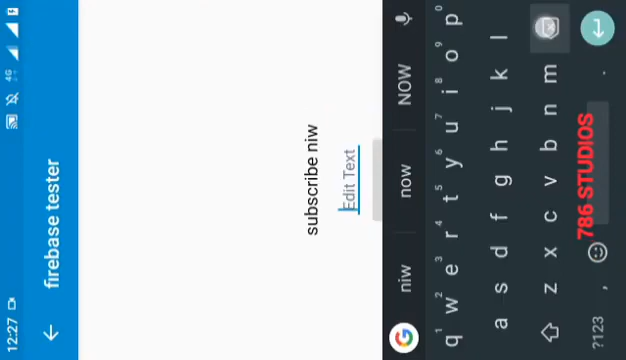 12:27 4G
firebase tester
subscribe niw
Edit Text
niw now NOW
1 2 3 4 5 6 7 8 9 0
q w e r t y u i o p
a s d f g h j k l
z x c v b n m
?123 , .
786 STUDIOS